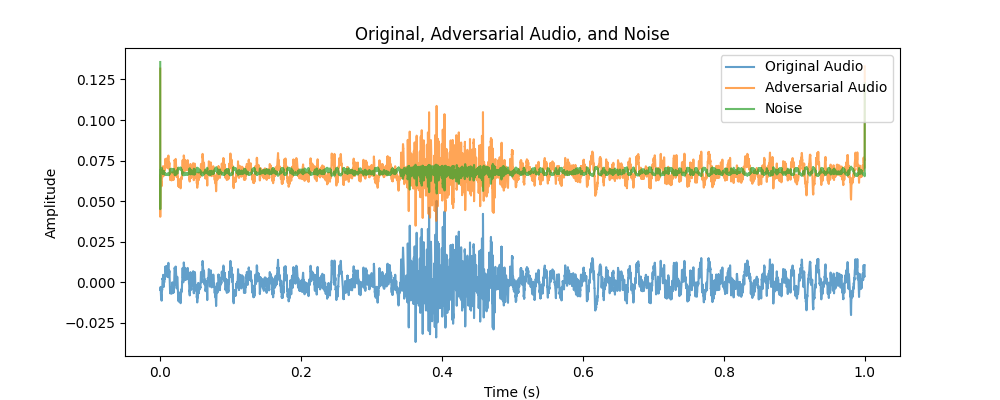 Original, Adversarial Audio, and Noise
Original Audio
Adversarial Audio
Noise
Amplitude
0.125
0.100
0.075
0.050
0.025
0.000
−0.025
0.0
0.2
0.4
0.6
0.8
1.0
Time (s)